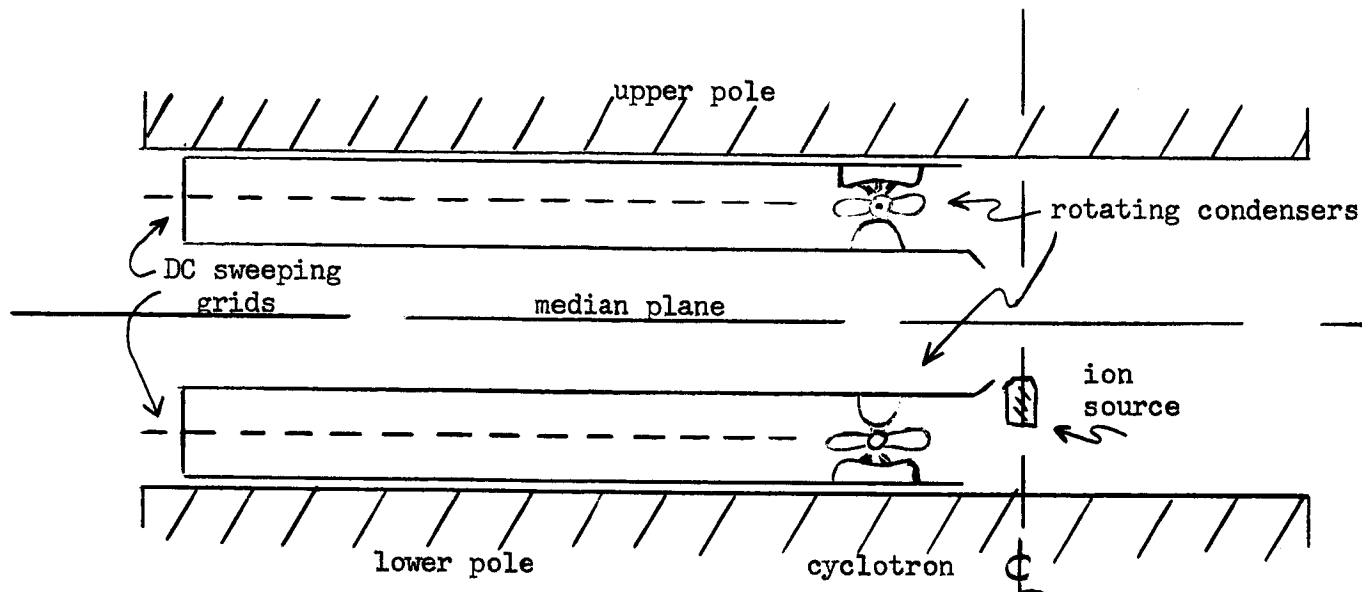 upper pole
rotating condensers
DC sweeping
grids
median plane
ion
source
lower pole
cyclotron
℄